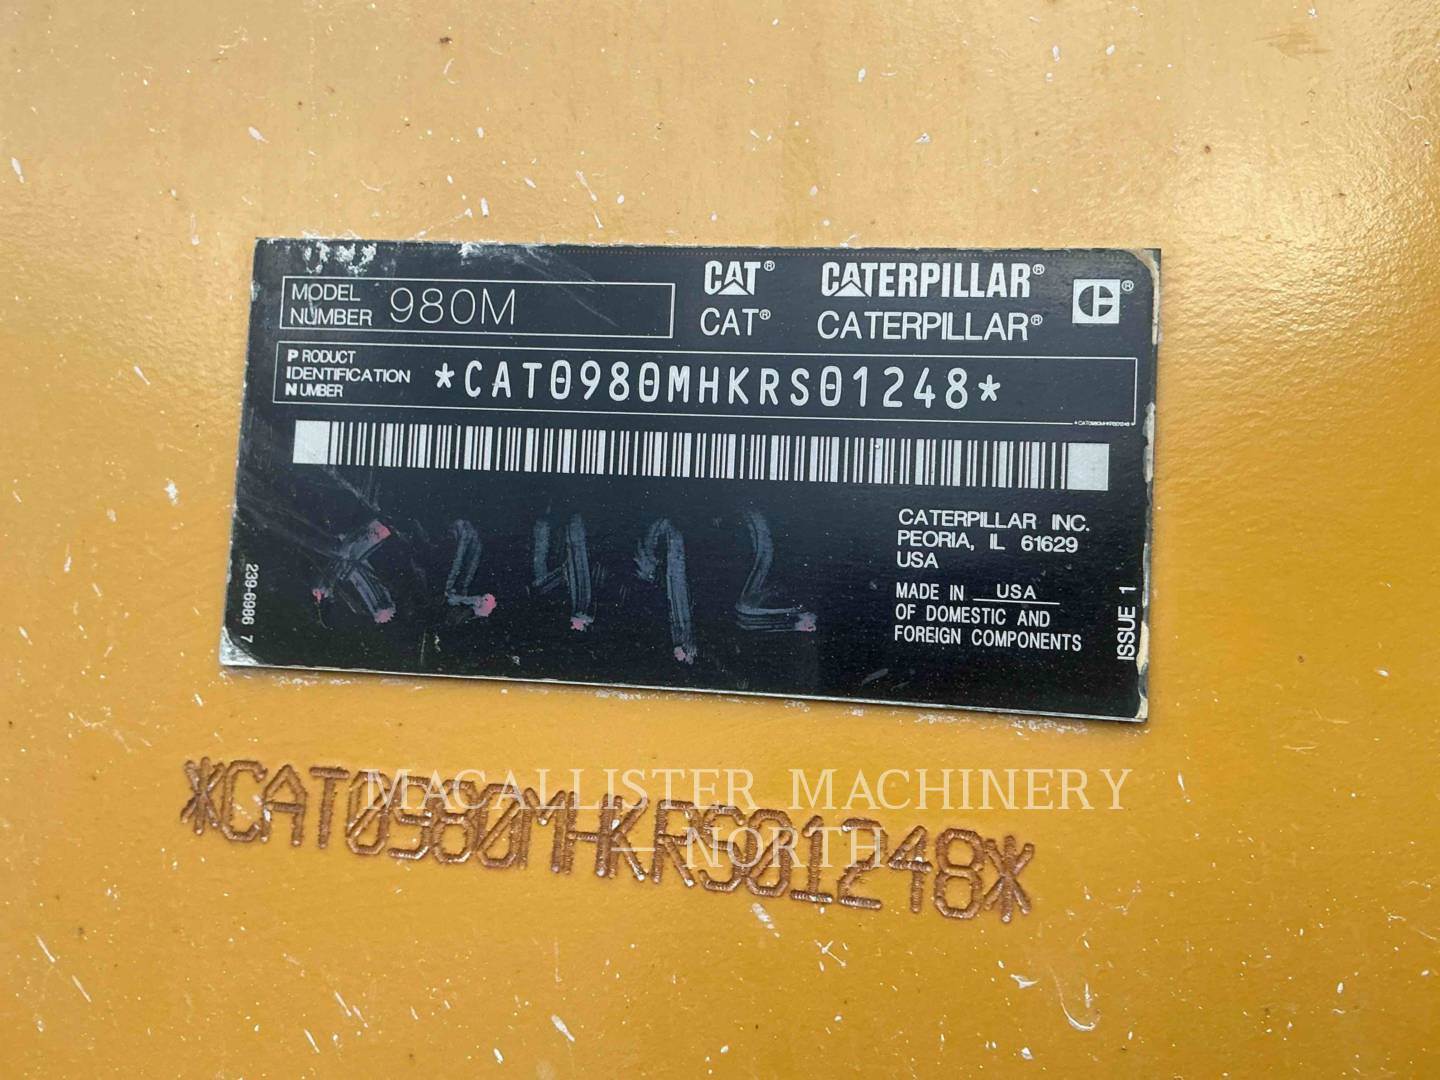 CAT® CATERPILLAR®
CAT® CATERPILLAR®
MODEL NUMBER 980M
PRODUCT IDENTIFICATION NUMBER *CAT0980MHKRS01248*
*CAT0980MHKRS01248*
CATERPILLAR INC.
PEORIA, IL 61629
USA
MADE IN USA
OF DOMESTIC AND
FOREIGN COMPONENTS
ISSUE 1
239-6986 7
*CAT0980MHKRS01248*
MACALLISTER MACHINERY
— NORTH —